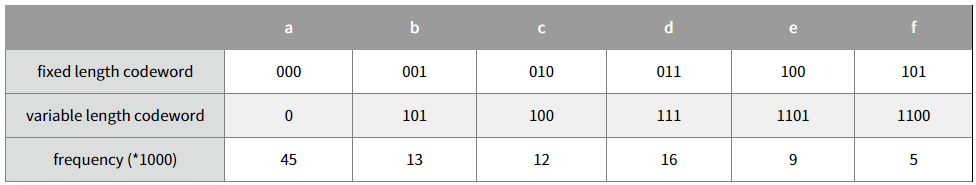 a b c d e f
fixed length codeword 000 001 010 011 100 101
variable length codeword 0 101 100 111 1101 1100
frequency (*1000) 45 13 12 16 9 5